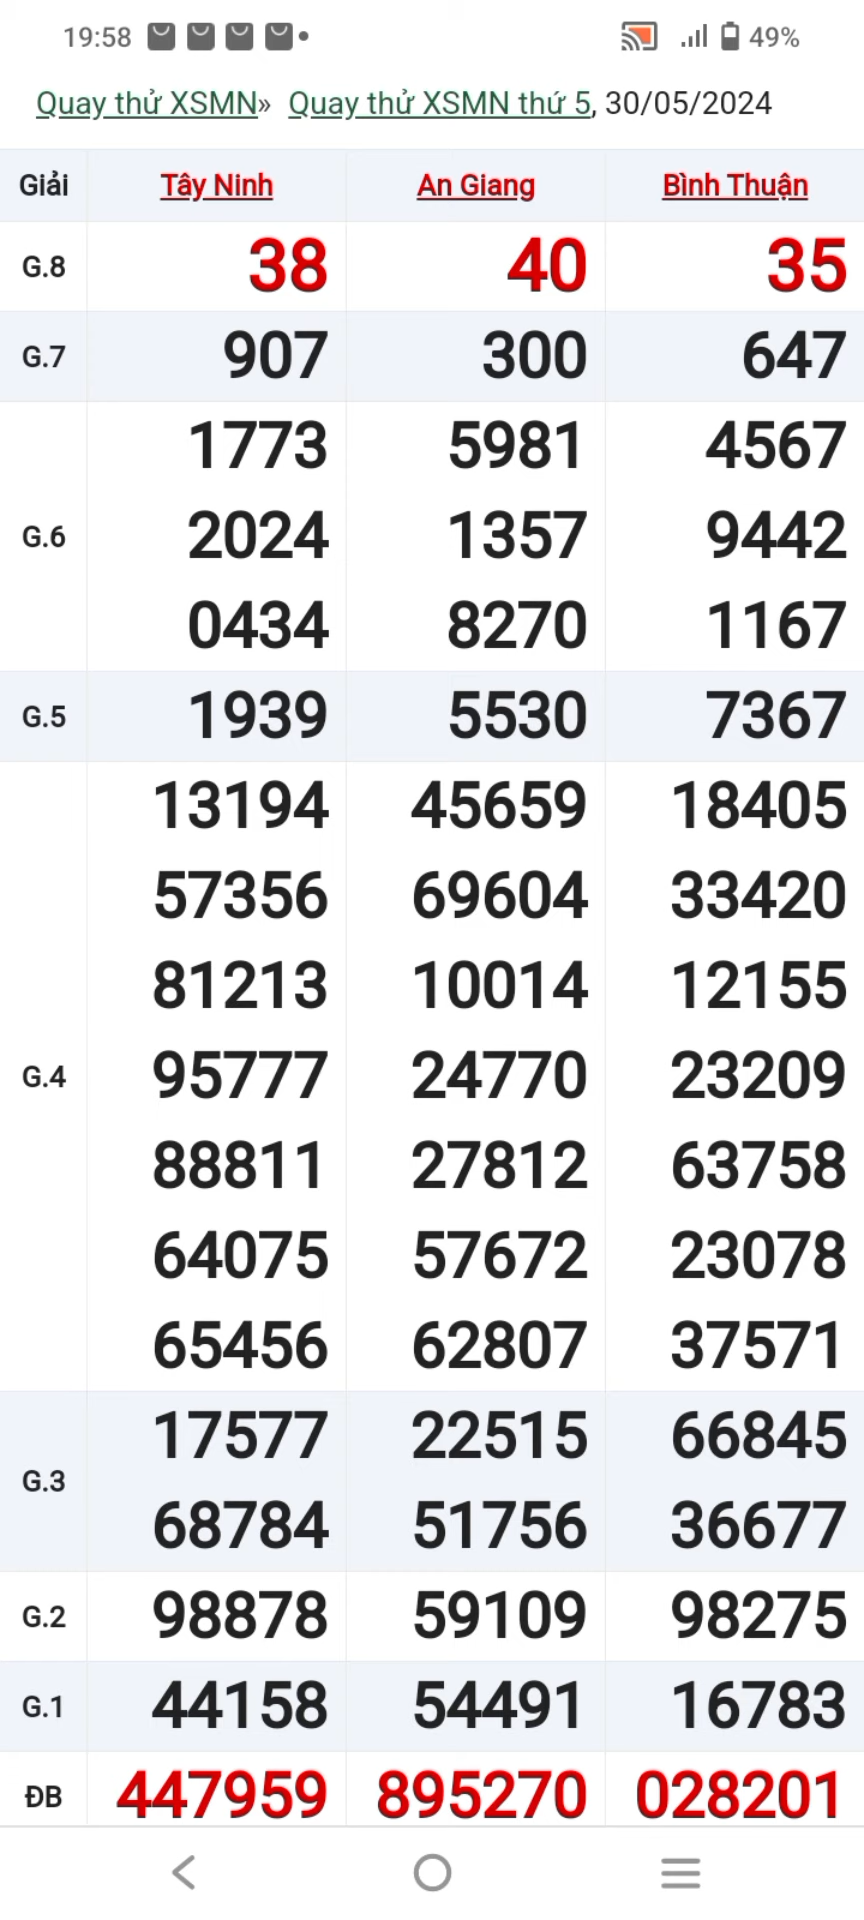 19:58 49%
Quay thử XSMN» Quay thử XSMN thứ 5, 30/05/2024
Giải Tây Ninh An Giang Bình Thuận
G.8 38 40 35
G.7 907 300 647
1773 5981 4567
G.6 2024 1357 9442
0434 8270 1167
G.5 1939 5530 7367
13194 45659 18405
57356 69604 33420
81213 10014 12155
G.4 95777 24770 23209
88811 27812 63758
64075 57672 23078
65456 62807 37571
G.3 17577 22515 66845
68784 51756 36677
G.2 98878 59109 98275
G.1 44158 54491 16783
ĐB 447959 895270 028201